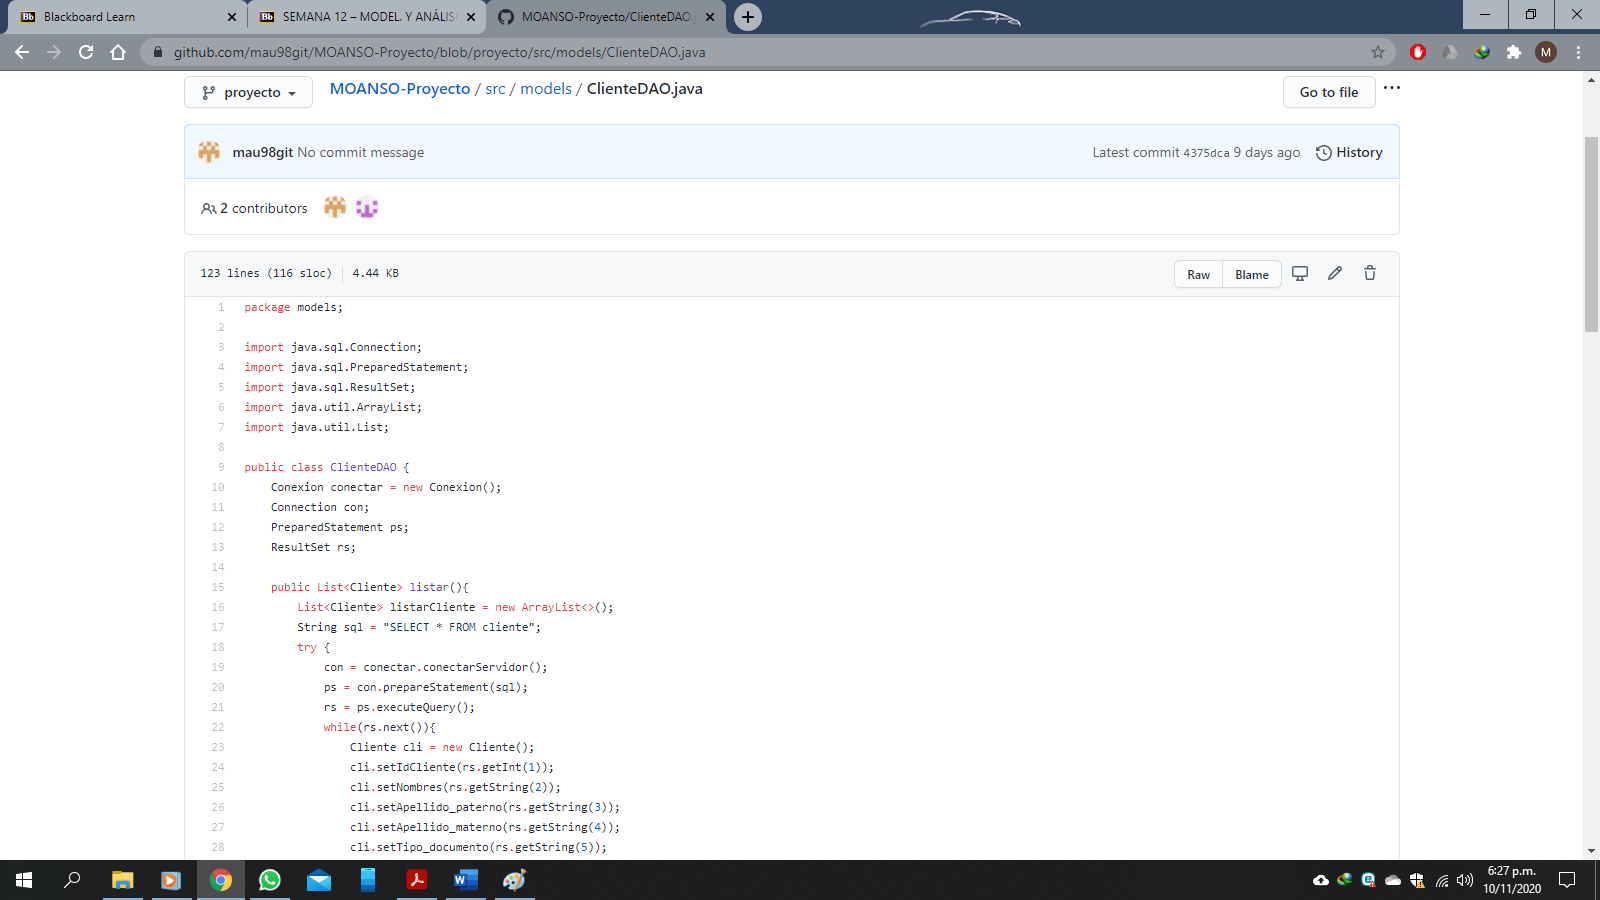 Blackboard Learn
SEMANA 12 – MODEL. Y ANÁLIS
MOANSO-Proyecto/ClienteDAO.j
github.com/mau98git/MOANSO-Proyecto/blob/proyecto/src/models/ClienteDAO.java
M
proyecto
MOANSO-Proyecto / src / models / ClienteDAO.java
Go to file
mau98git No commit message
Latest commit 4375dca 9 days ago
History
2 contributors
123 lines (116 sloc) 4.44 KB
Raw
Blame
1 package models;
2
3 import java.sql.Connection;
4 import java.sql.PreparedStatement;
5 import java.sql.ResultSet;
6 import java.util.ArrayList;
7 import java.util.List;
8
9 public class ClienteDAO {
10 Conexion conectar = new Conexion();
11 Connection con;
12 PreparedStatement ps;
13 ResultSet rs;
14
15 public List<Cliente> listar(){
16 List<Cliente> listarCliente = new ArrayList<>();
17 String sql = "SELECT * FROM cliente";
18 try {
19 con = conectar.conectarServidor();
20 ps = con.prepareStatement(sql);
21 rs = ps.executeQuery();
22 while(rs.next()){
23 Cliente cli = new Cliente();
24 cli.setIdCliente(rs.getInt(1));
25 cli.setNombres(rs.getString(2));
26 cli.setApellido_paterno(rs.getString(3));
27 cli.setApellido_materno(rs.getString(4));
28 cli.setTipo_documento(rs.getString(5));
6:27 p.m.
10/11/2020